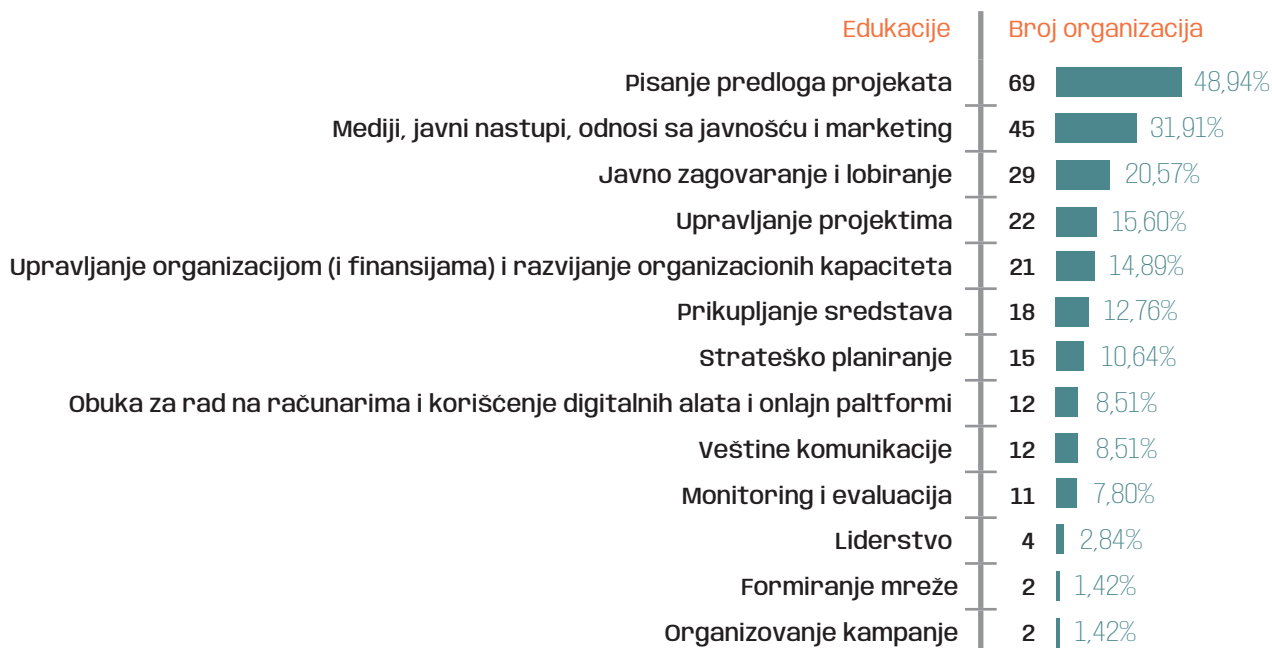 Edukacije Broj organizacija
Pisanje predloga projekata 69 48,94%
Mediji, javni nastupi, odnosi sa javnošću i marketing 45 31,91%
Javno zagovaranje i lobiranje 29 20,57%
Upravljanje projektima 22 15,60%
Upravljanje organizacijom (i finansijama) i razvijanje organizacionih kapaciteta 21 14,89%
Prikupljanje sredstava 18 12,76%
Strateško planiranje 15 10,64%
Obuka za rad na računarima i korišćenje digitalnih alata i onlajn paltformi 12 8,51%
Veštine komunikacije 12 8,51%
Monitoring i evaluacija 11 7,80%
Liderstvo 4 2,84%
Formiranje mreže 2 1,42%
Organizovanje kampanje 2 1,42%